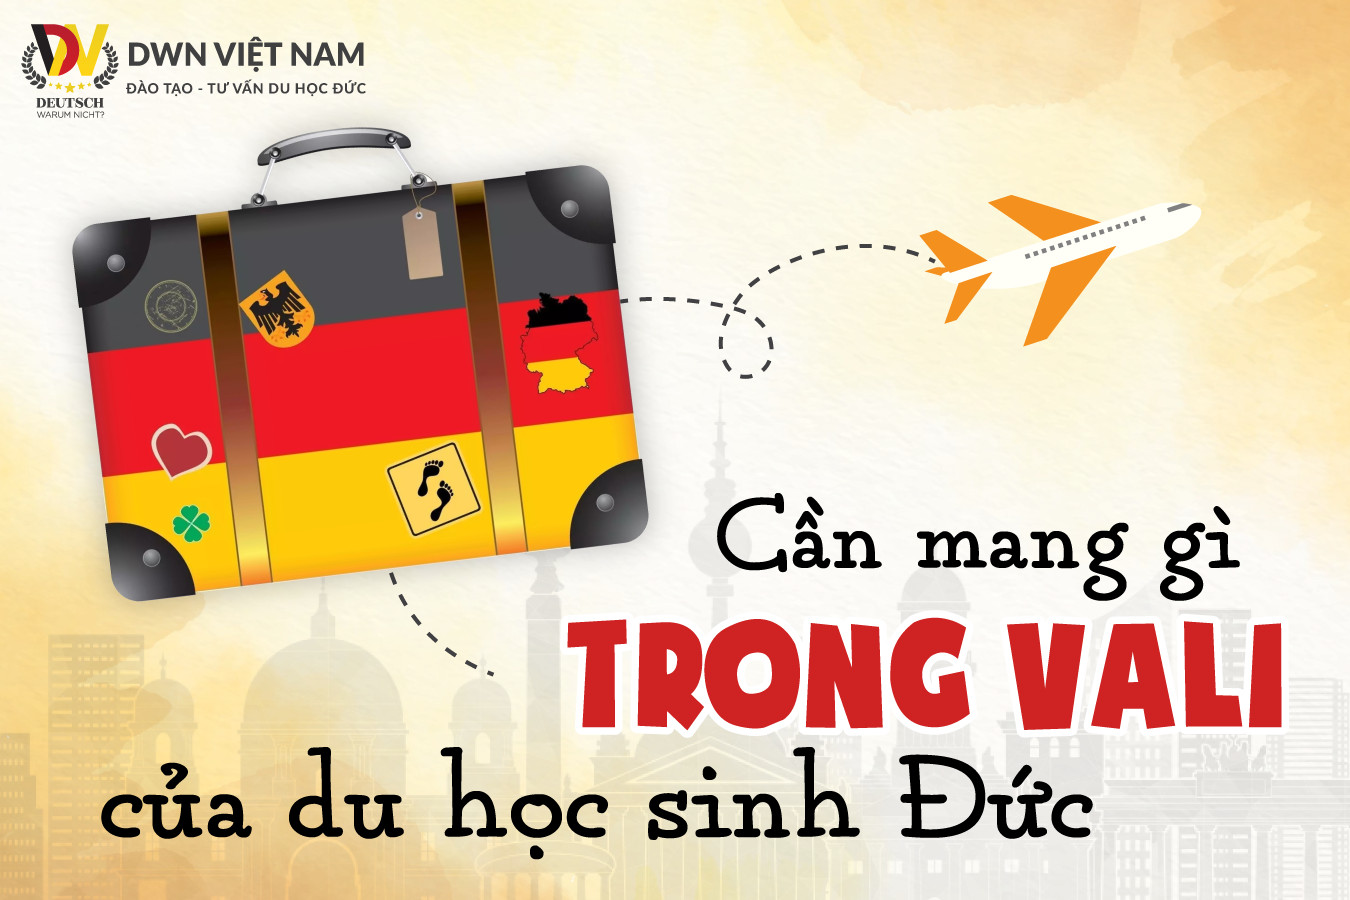 DWN VIỆT NAM
ĐÀO TẠO - TƯ VẤN DU HỌC ĐỨC
DEUTSCH
WARUM NICHT?
Cần mang gì
TRONG VALI
của du học sinh Đức